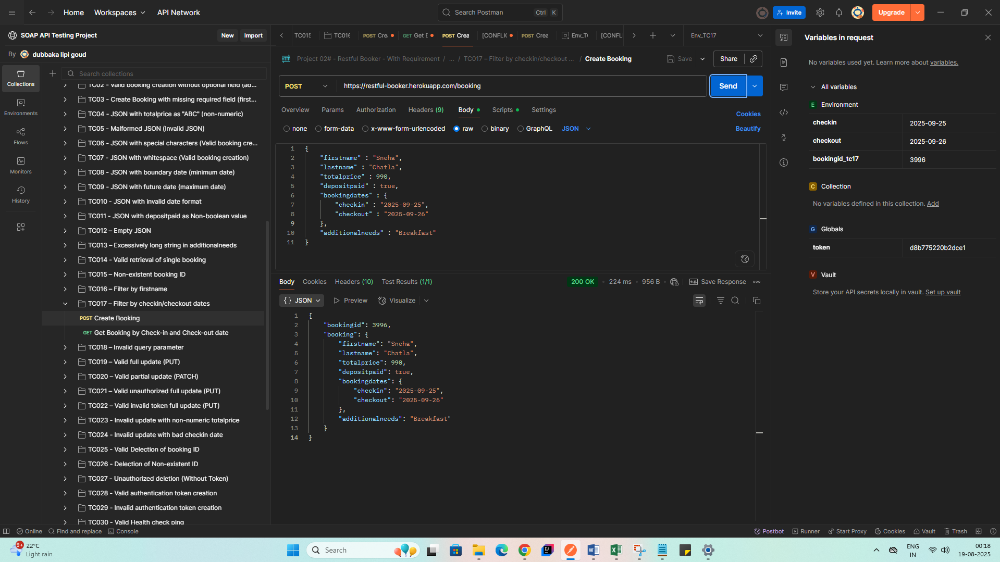 Home
Workspaces
API Network
Search Postman
Ctrl K
Invite
Upgrade
SOAP API Testing Project
New
Import
By dubbaka lipi goud
Collections
Environments
Flows
Monitors
History
Search collections
TC02 - Valid booking creation without optional field (ad...
TC03 - Create Booking with missing required field (first...
TC04 - JSON with totalprice as "ABC" (non-numeric)
TC05 - Malformed JSON (Invalid JSON)
TC06 - JSON with special characters (Valid booking cre...
TC07 - JSON with whitespace (Valid booking creation)
TC08 - JSON with boundary date (minimum date)
TC09 - JSON with future date (maximum date)
TC010 - JSON with invalid date format
TC011 - JSON with depositpaid as Non-boolean value
TC012 – Empty JSON
TC013 – Excessively long string in additionalneeds
TC014 - Valid retrieval of single booking
TC015 – Non-existent booking ID
TC016 – Filter by firstname
TC017 – Filter by checkin/checkout dates
POST Create Booking
GET Get Booking by Check-in and Check-out date
TC018 – Invalid query parameter
TC019 – Valid full update (PUT)
TC020 – Valid partial update (PATCH)
TC021 – Valid unauthorized full update (PUT)
TC022 – Valid invalid token full update (PUT)
TC023 - Invalid update with non-numeric totalprice
TC024 - Invalid update with bad checkin date
TC025 - Valid Delection of booking ID
TC026 - Delection of Non-existent ID
TC027 - Unauthorized deletion (Without Token)
TC028 - Valid authentication token creation
TC029 - Invalid authentication token creation
TC030 - Valid Health check ping
TC015
TC016
POST Cre
GET Get E
POST Crea
[CONFLIC
POST Crea
Env_T
[CONFLI
Env_TC17
HTTP Project 02# - Restful Booker - With Requirement / ... / TC017 – Filter by checkin/checkout ... / Create Booking
Save
Share
POST
https://restful-booker.herokuapp.com/booking
Send
Overview
Params
Authorization
Headers (9)
Body
Scripts
Settings
Cookies
none
form-data
x-www-form-urlencoded
raw
binary
GraphQL
JSON
Beautify
1 {
2 "firstname" : "Sneha",
3 "lastname" : "Chatla",
4 "totalprice" : 990,
5 "depositpaid" : true,
6 "bookingdates" : {
7 "checkin" : "2025-09-25",
8 "checkout" : "2025-09-26"
9 },
10 "additionalneeds" : "Breakfast"
11 }
Body
Cookies
Headers (10)
Test Results (1/1)
200 OK
224 ms
956 B
e.g. Save Response
{} JSON
Preview
Visualize
1 {
2 "bookingid": 3996,
3 "booking": {
4 "firstname": "Sneha",
5 "lastname": "Chatla",
6 "totalprice": 990,
7 "depositpaid": true,
8 "bookingdates": {
9 "checkin": "2025-09-25",
10 "checkout": "2025-09-26"
11 },
12 "additionalneeds": "Breakfast"
13 }
14 }
Variables in request
No variables used yet. Learn more about variables.
All variables
E Environment
checkin 2025-09-25
checkout 2025-09-26
bookingid_tc17 3996
C Collection
No variables defined in this collection. Add
G Globals
token d8b775220b2dce1
V Vault
Store your API secrets locally in vault. Set up vault
Online
Find and replace
Console
Postbot
Runner
Start Proxy
Cookies
Vault
Trash
9+
22°C
Light rain
Search
ENG
IN
00:18
19-08-2025